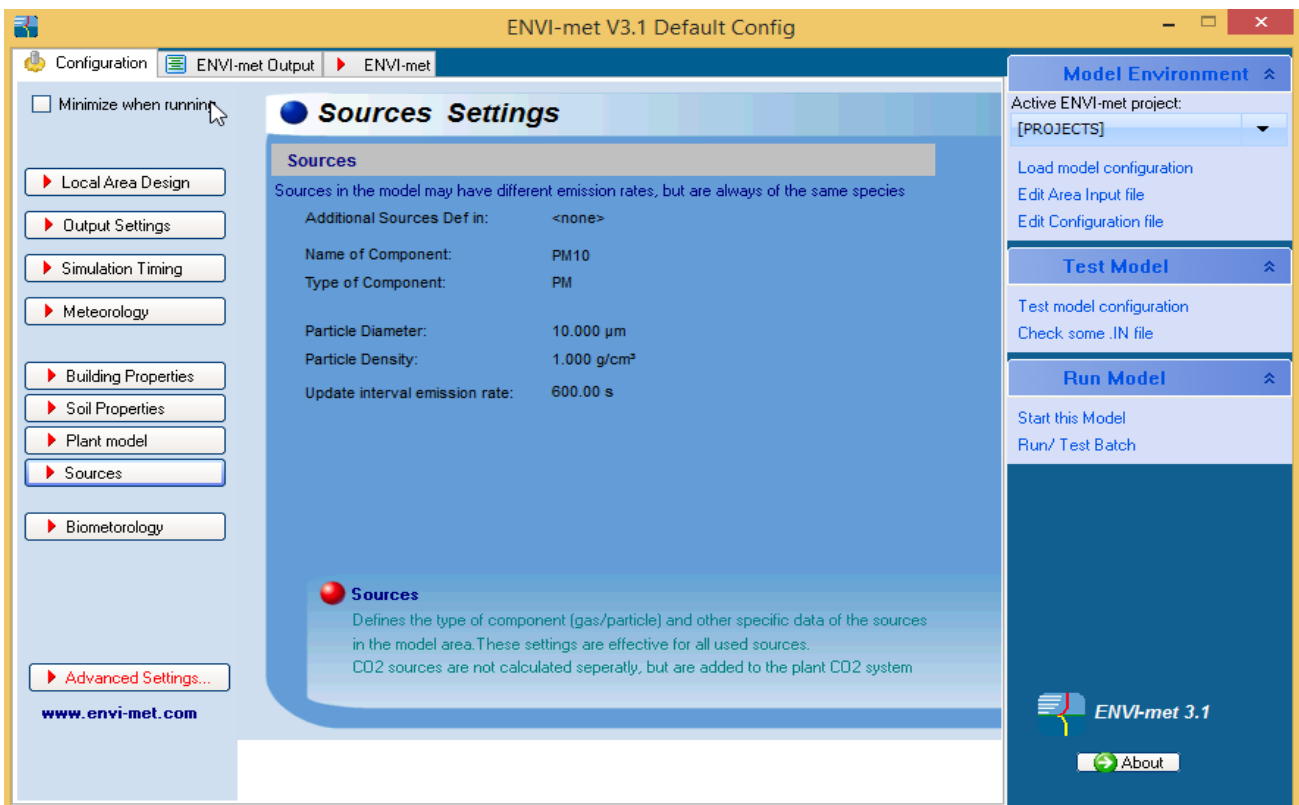 ENVI-met V3.1 Default Config
Configuration
ENVI-met Output
ENVI-met
Minimize when running
Local Area Design
Output Settings
Simulation Timing
Meteorology
Building Properties
Soil Properties
Plant model
Sources
Biometorology
Advanced Settings...
www.envi-met.com
Sources Settings
Sources
Sources in the model may have different emission rates, but are always of the same species
Additional Sources Def in: <none>
Name of Component: PM10
Type of Component: PM
Particle Diameter: 10.000 µm
Particle Density: 1.000 g/cm³
Update interval emission rate: 600.00 s
Sources
Defines the type of component (gas/particle) and other specific data of the sources
in the model area.These settings are effective for all used sources.
CO2 sources are not calculated seperatly, but are added to the plant CO2 system
Model Environment
Active ENVI-met project:
[PROJECTS]
Load model configuration
Edit Area Input file
Edit Configuration file
Test Model
Test model configuration
Check some .IN file
Run Model
Start this Model
Run/ Test Batch
ENVI-met 3.1
About